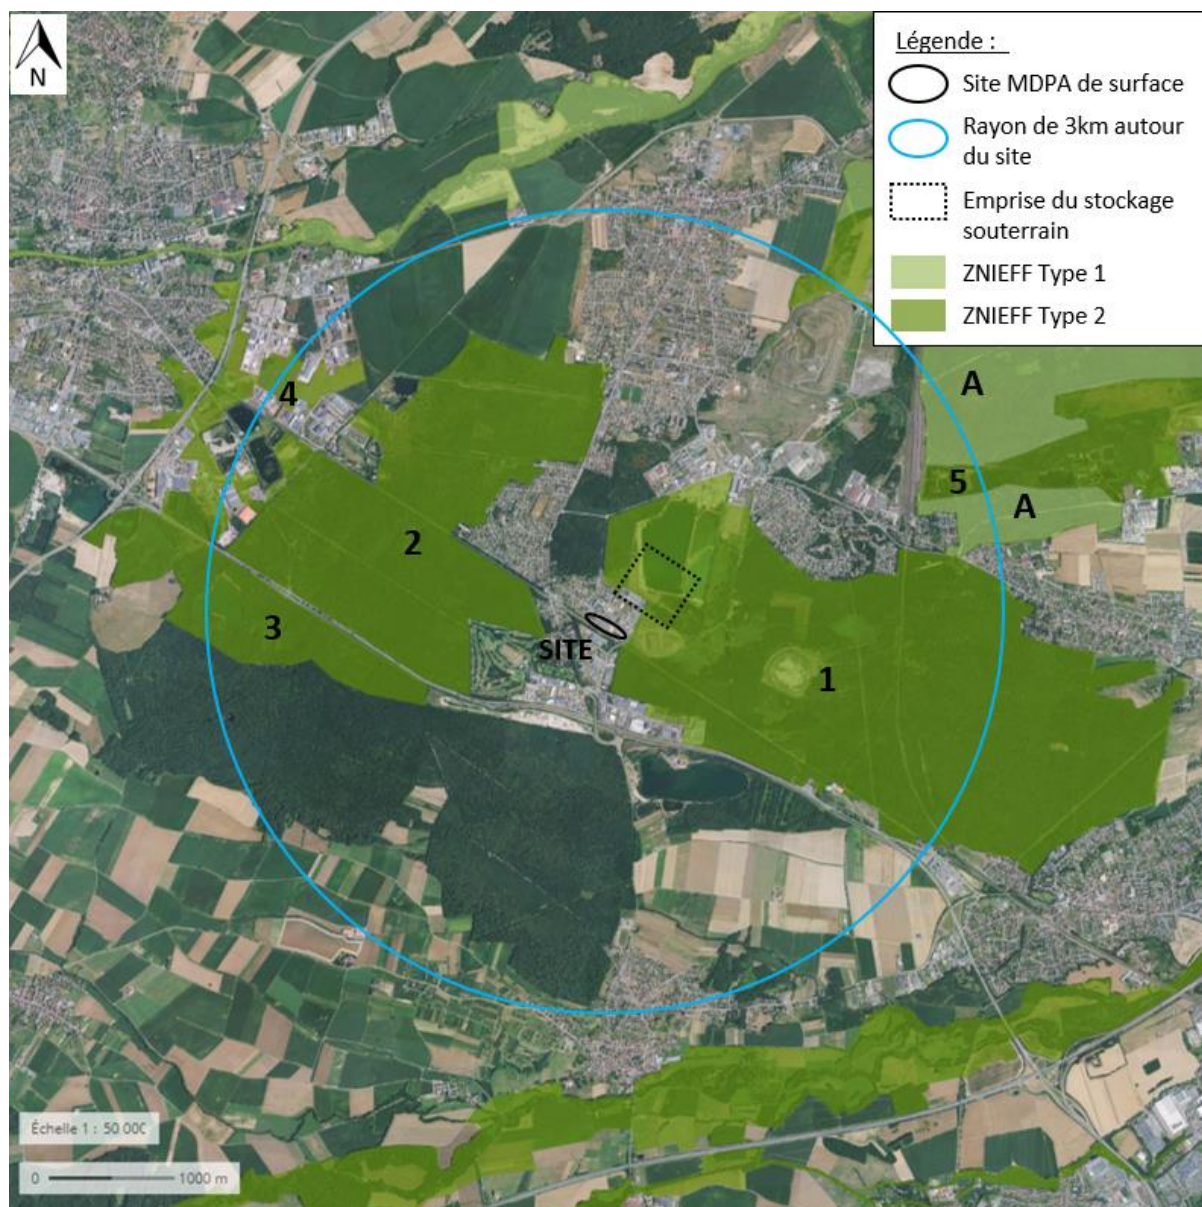 N
Légende :
Site MDPA de surface
Rayon de 3km autour
du site
Emprise du stockage
souterrain
ZNIEFF Type 1
ZNIEFF Type 2
A
4
5
A
2
3
SITE
1
Échelle 1 : 50 000
0 1000 m